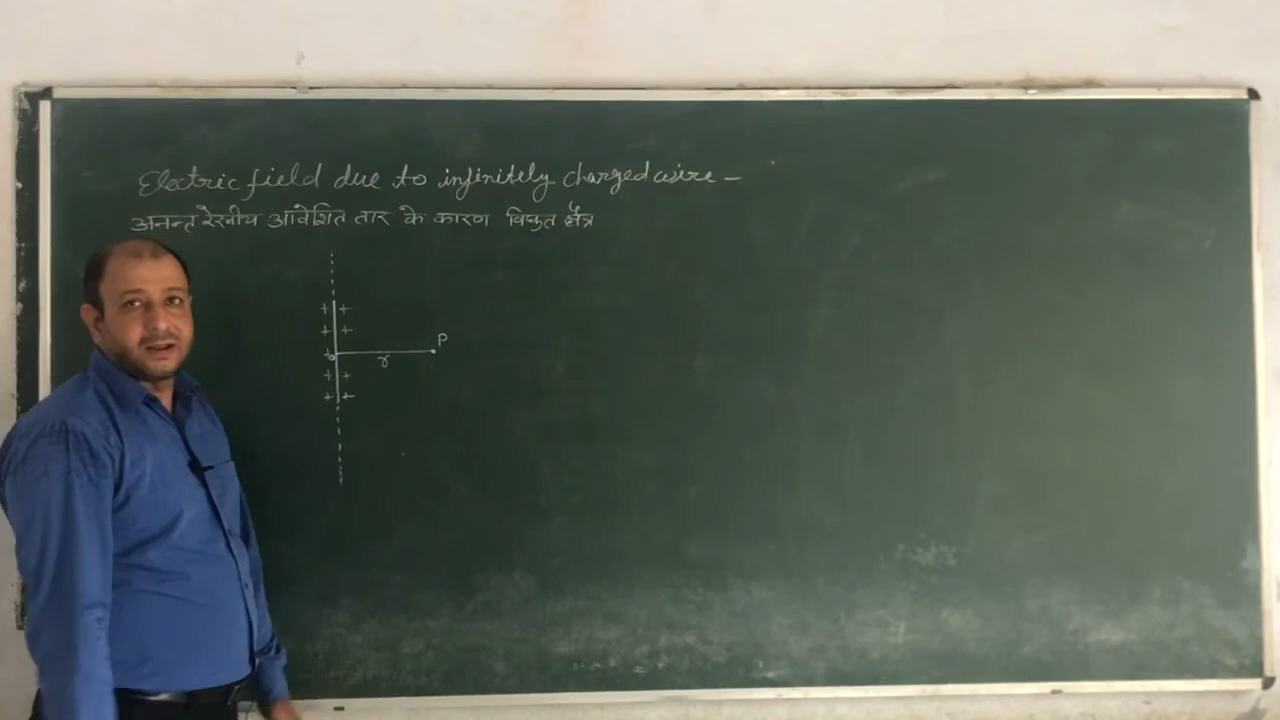 Electric field due to infinitely charged wire –
अनन्त रेखीय आवेशित तार के कारण विधुत क्षेत्र
+ +
+ +
P
+ o
r
+ +
+ +